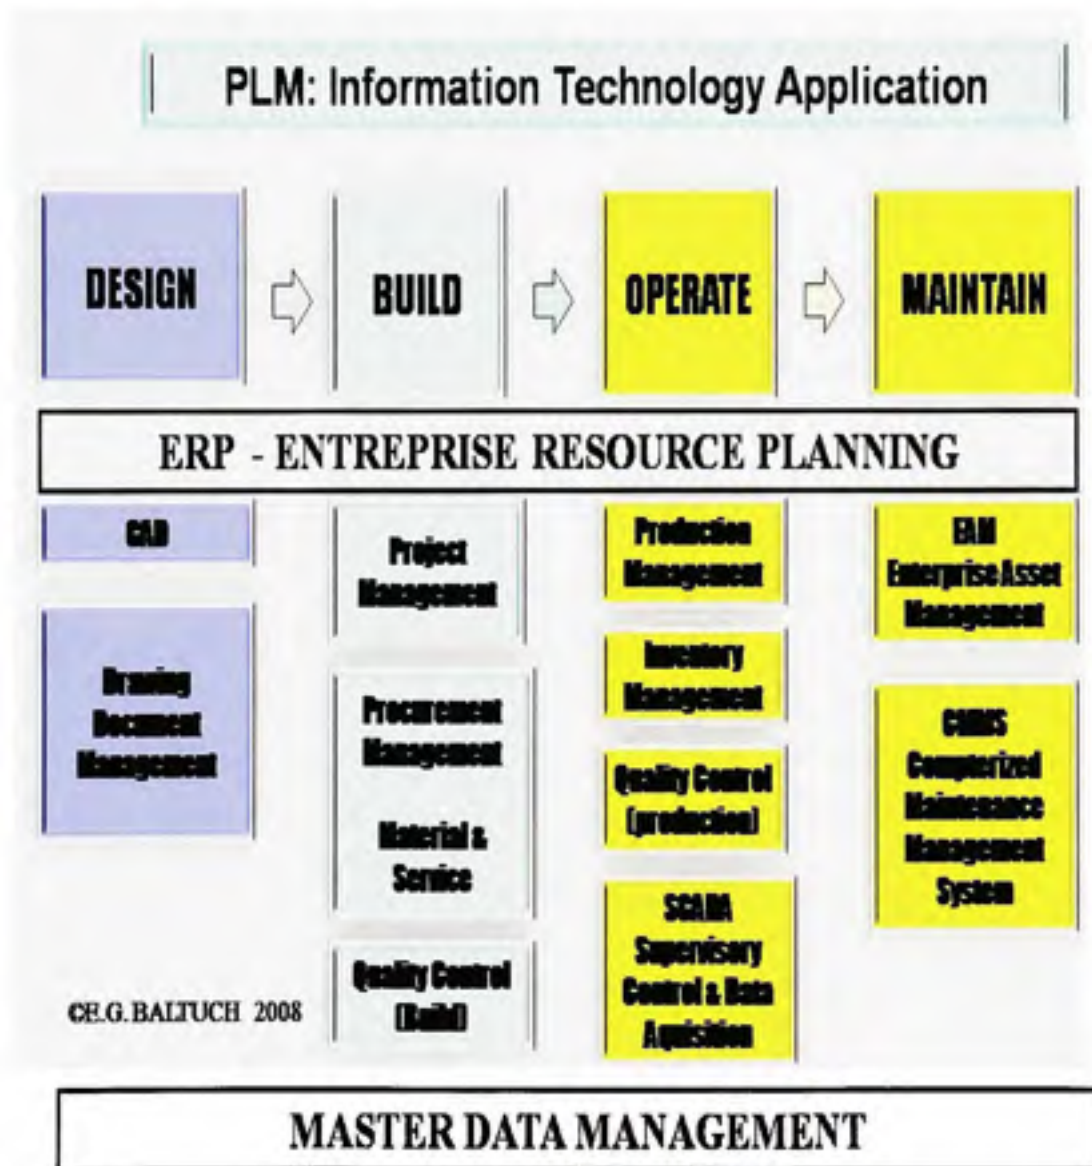 PLM: Information Technology Application
DESIGN
BUILD
OPERATE
MAINTAIN
ERP - ENTREPRISE RESOURCE PLANNING
CAD
Drawing
Document
Management
Project
Management
Procurement
Management
Material &
Service
Quality Control
(Build)
Production
Management
Inventory
Management
Quality Control
(production)
SCADA
Supervisory
Control & Data
Aquisition
EAM
Enterprise Asset
Management
CMMS
Compterized
Maintenance
Management
System
©E.G. BALTUCH 2008
MASTER DATA MANAGEMENT